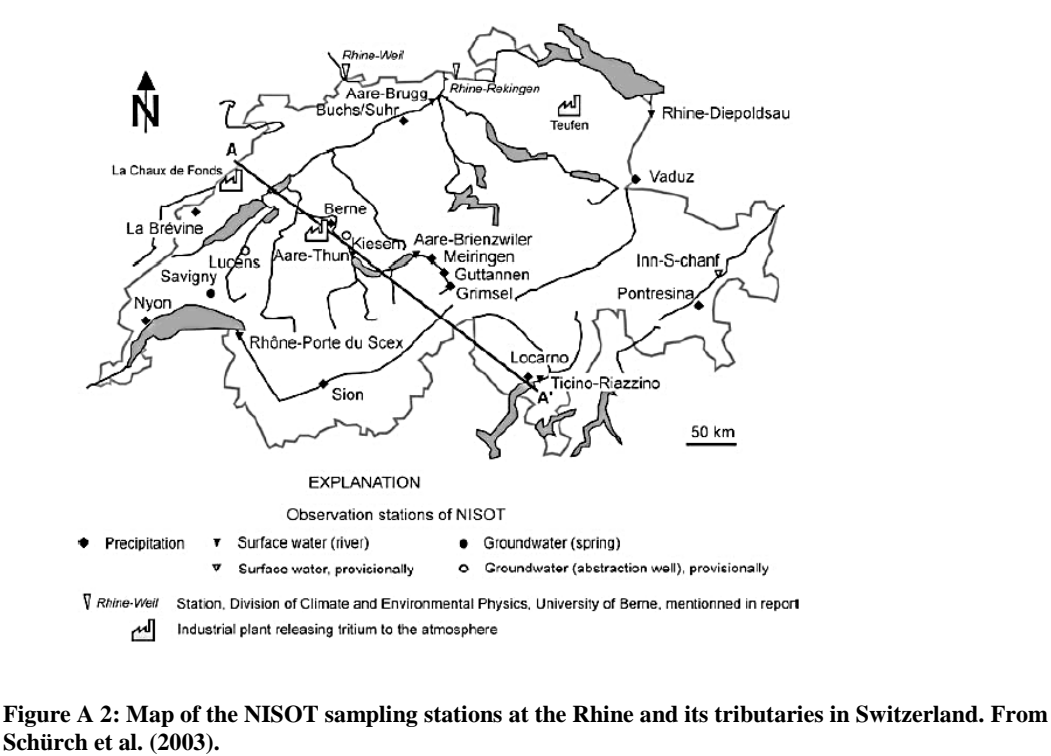 Rhine-Weil
Aare-Brugg
Rhine-Rekingen
Buchs/Suhr
N
Teufen
Rhine-Diepoldsau
A
La Chaux de Fonds
Vaduz
Berne
La Brévine
Kiesen
Aare-Brienzwiler
Aare-Thun
Meiringen
Lucens
Inn-S-chanf
Savigny
Guttannen
Grimsel
Pontresina
Nyon
Rhône-Porte du Scex
Locarno
Ticino-Riazzino
Sion
A'
50 km
EXPLANATION
Observation stations of NISOT
Precipitation Surface water (river) Groundwater (spring)
Surface water, provisionally Groundwater (abstraction well), provisionally
Rhine-Weil Station, Division of Climate and Environmental Physics, University of Berne, mentionned in report
Industrial plant releasing tritium to the atmosphere
Figure A 2: Map of the NISOT sampling stations at the Rhine and its tributaries in Switzerland. From
Schürch et al. (2003).